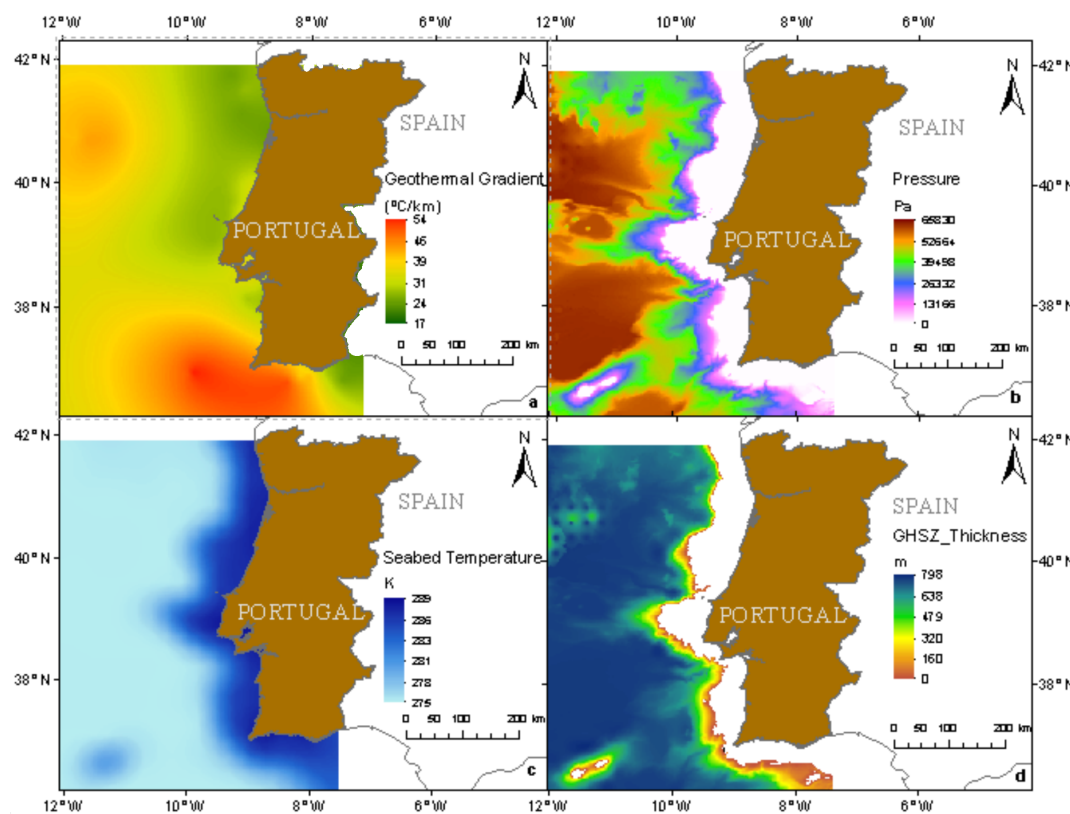 12°W 10°W 8°W 6°W 12°W 10°W 8°W 6°W
42°N
40°N
38°N
N
SPAIN
PORTUGAL
Geothermal Gradient
(ºC/km)
54
46
39
31
24
17
0 50 100 200 km
a
N
SPAIN
PORTUGAL
Pressure
Pa
65830
52664
39498
26332
13166
0
0 50 100 200 km
b
42°N
40°N
38°N
42°N
40°N
38°N
N
SPAIN
PORTUGAL
Seabed Temperature
K
289
286
283
281
278
275
0 50 100 200 km
c
N
SPAIN
PORTUGAL
GHSZ_Thickness
m
798
638
479
320
160
0
0 50 100 200 km
d
42°N
40°N
38°N
12°W 10°W 8°W 6°W 12°W 10°W 8°W 6°W